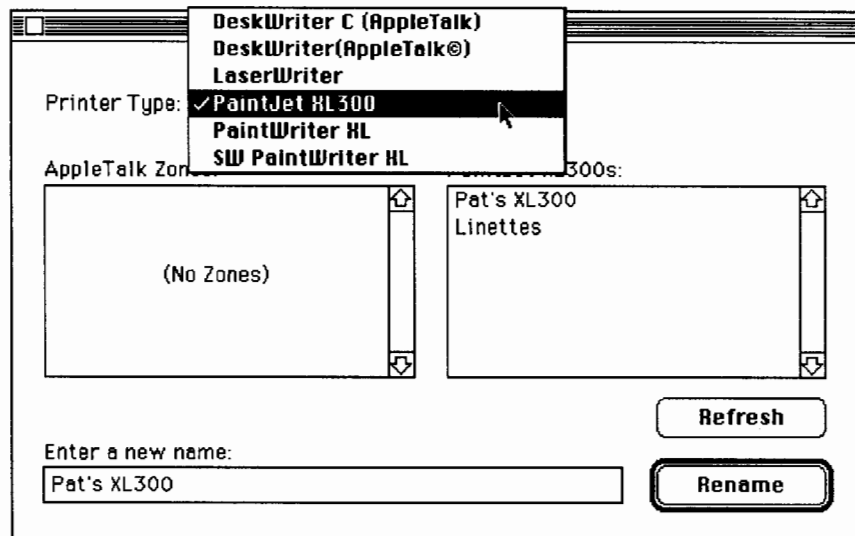 DeskWriter C (AppleTalk)
DeskWriter(AppleTalk©)
LaserWriter
Printer Type: ✓PaintJet XL300
PaintWriter XL
SW PaintWriter XL
AppleTalk 300s:
Pat's XL300
Linettes
(No Zones)
Refresh
Enter a new name:
Pat's XL300
Rename